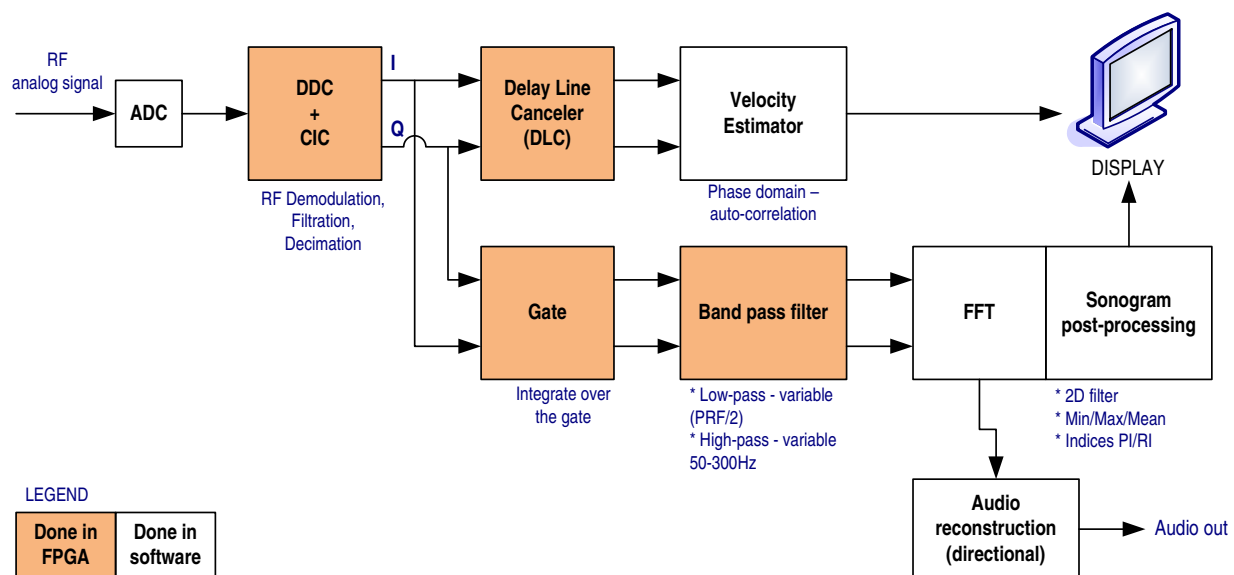 RF
analog signal
ADC
DDC
+
CIC
I
Q
RF Demodulation,
Filtration,
Decimation
Delay Line
Canceler
(DLC)
Velocity
Estimator
Phase domain –
auto-correlation
DISPLAY
Gate
Integrate over
the gate
Band pass filter
* Low-pass - variable
(PRF/2)
* High-pass - variable
50-300Hz
FFT
Sonogram
post-processing
* 2D filter
* Min/Max/Mean
* Indices PI/RI
Audio
reconstruction
(directional)
Audio out
LEGEND
Done in
FPGA
Done in
software